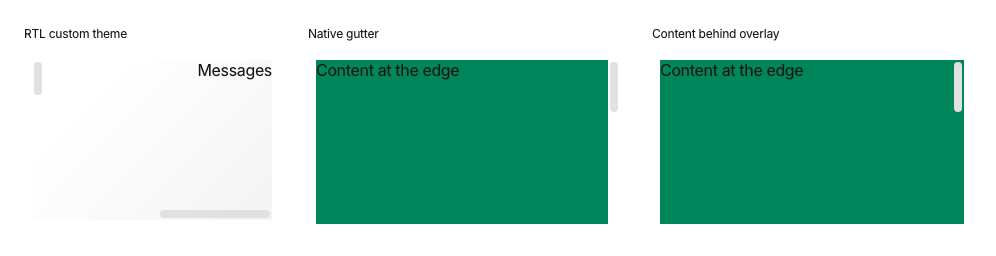 RTL custom theme
Messages
Native gutter
Content at the edge
Content behind overlay
Content at the edge